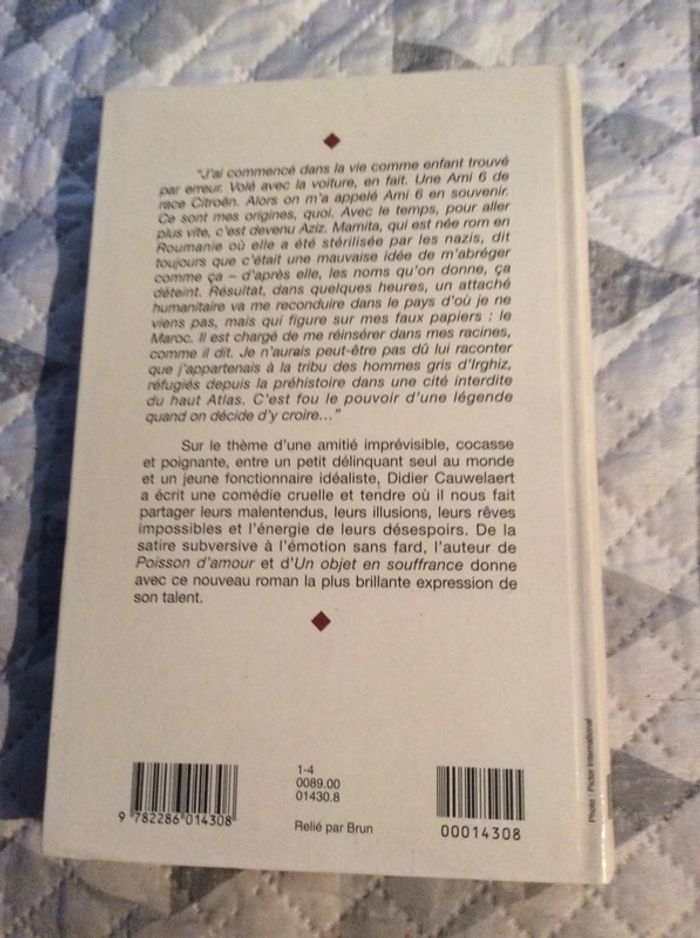 "J'ai commencé dans la vie comme enfant trouvé
par erreur. Volé avec la voiture, en fait. Une Ami 6 de
race Citroën. Alors on m'a appelé Ami 6 en souvenir.
Ce sont mes origines, quoi. Avec le temps, pour aller
plus vite, c'est devenu Aziz. Mamita, qui est née rom en
Roumanie où elle a été stérilisée par les nazis, dit
toujours que c'était une mauvaise idée de m'abréger
comme ça – d'après elle, les noms qu'on donne, ça
déteint. Résultat, dans quelques heures, un attaché
humanitaire va me reconduire dans le pays d'où je ne
viens pas, mais qui figure sur mes faux papiers : le
Maroc. Il est chargé de me réinsérer dans mes racines,
comme il dit. Je n'aurais peut-être pas dû lui raconter
que j'appartenais à la tribu des hommes gris d'Irghiz,
réfugiés depuis la préhistoire dans une cité interdite
du haut Atlas. C'est fou le pouvoir d'une légende
quand on décide d'y croire..."
Sur le thème d'une amitié imprévisible, cocasse
et poignante, entre un petit délinquant seul au monde
et un jeune fonctionnaire idéaliste, Didier Cauwelaert
a écrit une comédie cruelle et tendre où il nous fait
partager leurs malentendus, leurs illusions, leurs rêves
impossibles et l'énergie de leurs désespoirs. De la
satire subversive à l'émotion sans fard, l'auteur de
Poisson d'amour et d'Un objet en souffrance donne
avec ce nouveau roman la plus brillante expression de
son talent.
9 782286 014308
1-4
0089.00
01430.8
Relié par Brun
00014308
Photo : Pictor International